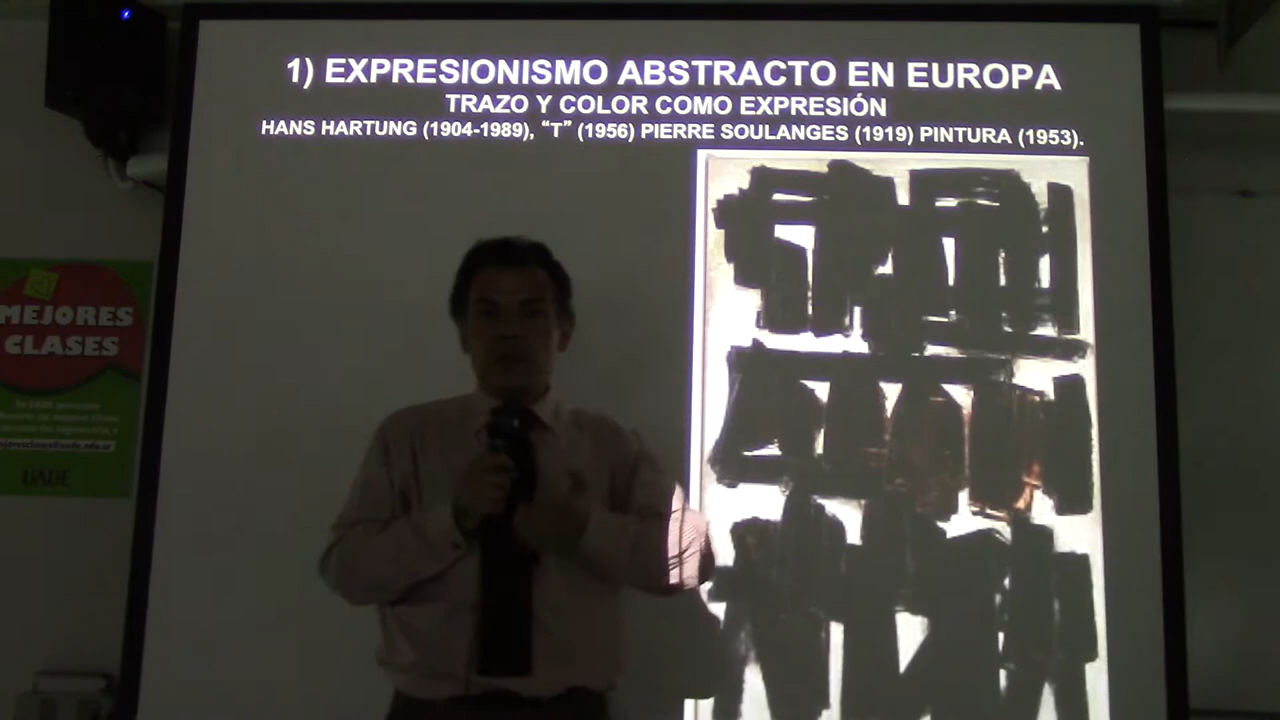 1) EXPRESIONISMO ABSTRACTO EN EUROPA
TRAZO Y COLOR COMO EXPRESIÓN
HANS HARTUNG (1904-1989), “T” (1956) PIERRE SOULANGES (1919) PINTURA (1953).
MEJORES
CLASES
UADE